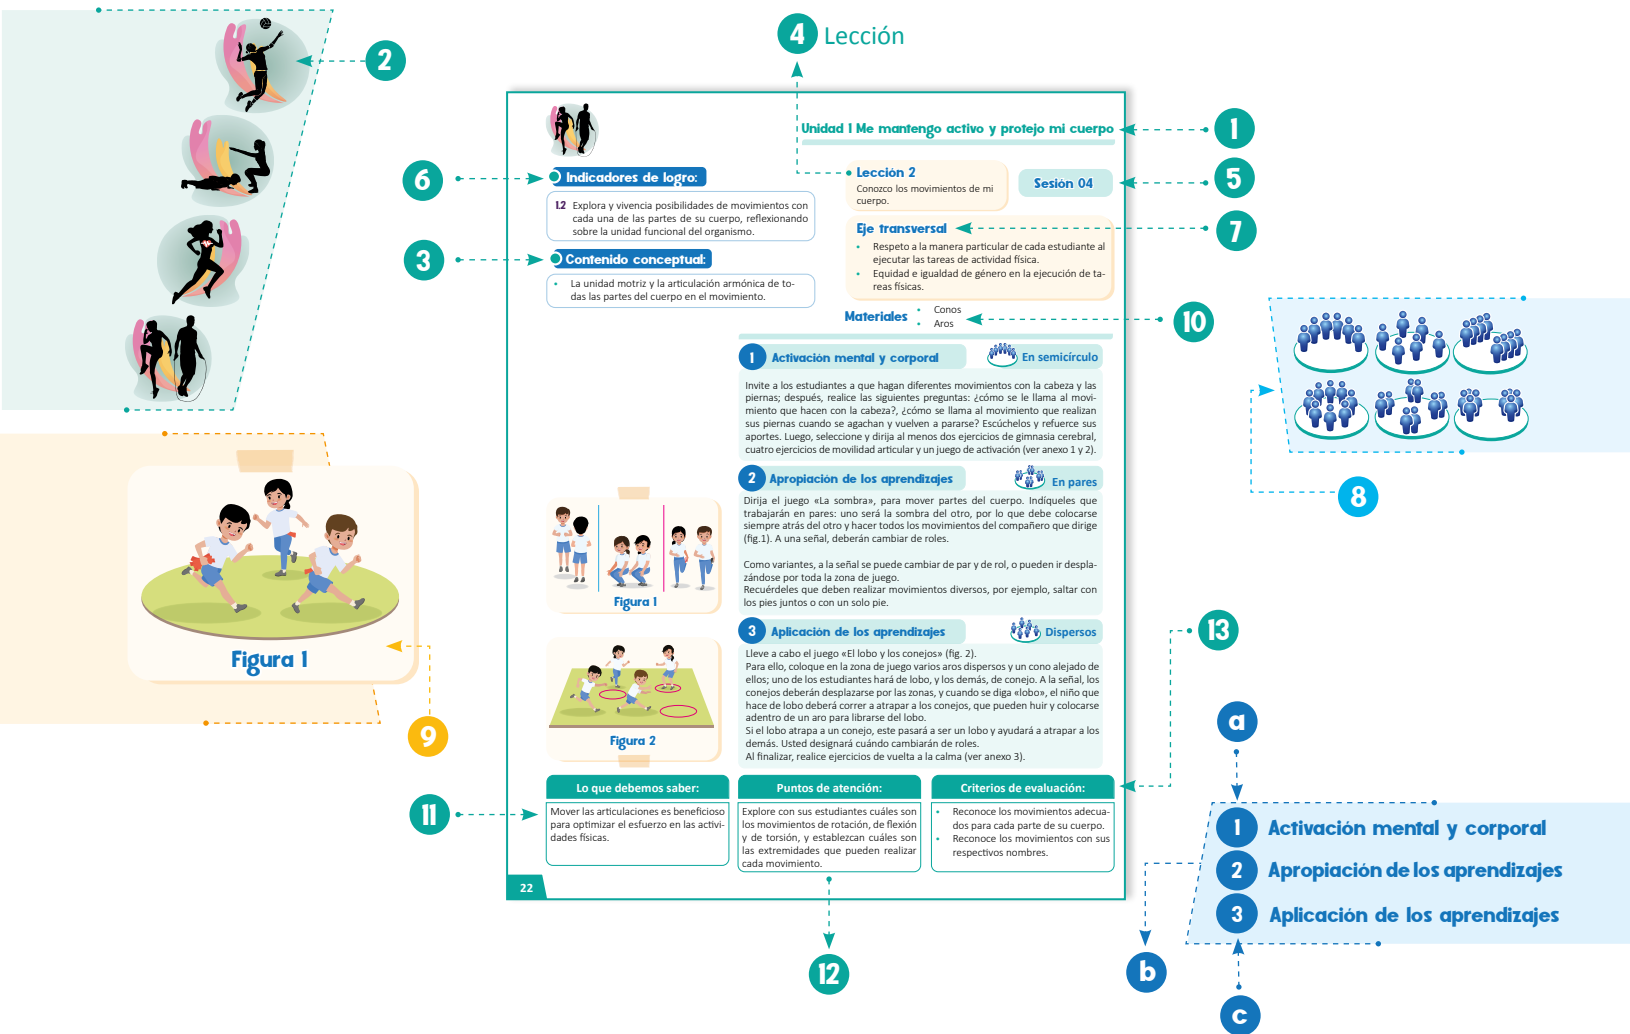 4 Lección
2
Unidad 1 Me mantengo activo y protejo mi cuerpo
1
6
Indicadores de logro:
1.2 Explora y vivencia posibilidades de movimientos con
cada una de las partes de su cuerpo, reflexionando
sobre la unidad funcional del organismo.
Lección 2
Conozco los movimientos de mi
cuerpo.
Sesión 04
5
3
Contenido conceptual:
• La unidad motriz y la articulación armónica de to-
das las partes del cuerpo en el movimiento.
Eje transversal
7
• Respeto a la manera particular de cada estudiante al
ejecutar las tareas de actividad física.
• Equidad e igualdad de género en la ejecución de ta-
reas físicas.
Materiales
• Conos
• Aros
10
1 Activación mental y corporal
En semicírculo
Invite a los estudiantes a que hagan diferentes movimientos con la cabeza y las
piernas; después, realice las siguientes preguntas: ¿cómo se le llama al movi-
miento que hacen con la cabeza?, ¿cómo se llama al movimiento que realizan
sus piernas cuando se agachan y vuelven a pararse? Escúchelos y refuerce sus
aportes. Luego, seleccione y dirija al menos dos ejercicios de gimnasia cerebral,
cuatro ejercicios de movilidad articular y un juego de activación (ver anexo 1 y 2).
8
2 Apropiación de los aprendizajes
En pares
Dirija el juego «La sombra», para mover partes del cuerpo. Indíqueles que
trabajarán en pares: uno será la sombra del otro, por lo que debe colocarse
siempre atrás del otro y hacer todos los movimientos del compañero que dirige
(fig.1). A una señal, deberán cambiar de roles.
Como variantes, a la señal se puede cambiar de par y de rol, o pueden ir despla-
zándose por toda la zona de juego.
Recuérdeles que deben realizar movimientos diversos, por ejemplo, saltar con
los pies juntos o con un solo pie.
Figura 1
Figura 1
9
3 Aplicación de los aprendizajes
Dispersos
13
Lleve a cabo el juego «El lobo y los conejos» (fig. 2).
Para ello, coloque en la zona de juego varios aros dispersos y un cono alejado de
ellos; uno de los estudiantes hará de lobo, y los demás, de conejo. A la señal, los
conejos deberán desplazarse por las zonas, y cuando se diga «lobo», el niño que
hace de lobo deberá correr a atrapar a los conejos, que pueden huir y colocarse
adentro de un aro para librarse del lobo.
Si el lobo atrapa a un conejo, este pasará a ser un lobo y ayudará a atrapar a los
demás. Usted designará cuándo cambiarán de roles.
Al finalizar, realice ejercicios de vuelta a la calma (ver anexo 3).
Figura 2
11
Lo que debemos saber:
Mover las articulaciones es beneficioso
para optimizar el esfuerzo en las activi-
dades físicas.
Puntos de atención:
Explore con sus estudiantes cuáles son
los movimientos de rotación, de flexión
y de torsión, y establezcan cuáles son
las extremidades que pueden realizar
cada movimiento.
Criterios de evaluación:
• Reconoce los movimientos adecua-
dos para cada parte de su cuerpo.
• Reconoce los movimientos con sus
respectivos nombres.
22
12
a
1 Activación mental y corporal
2 Apropiación de los aprendizajes
3 Aplicación de los aprendizajes
b
c